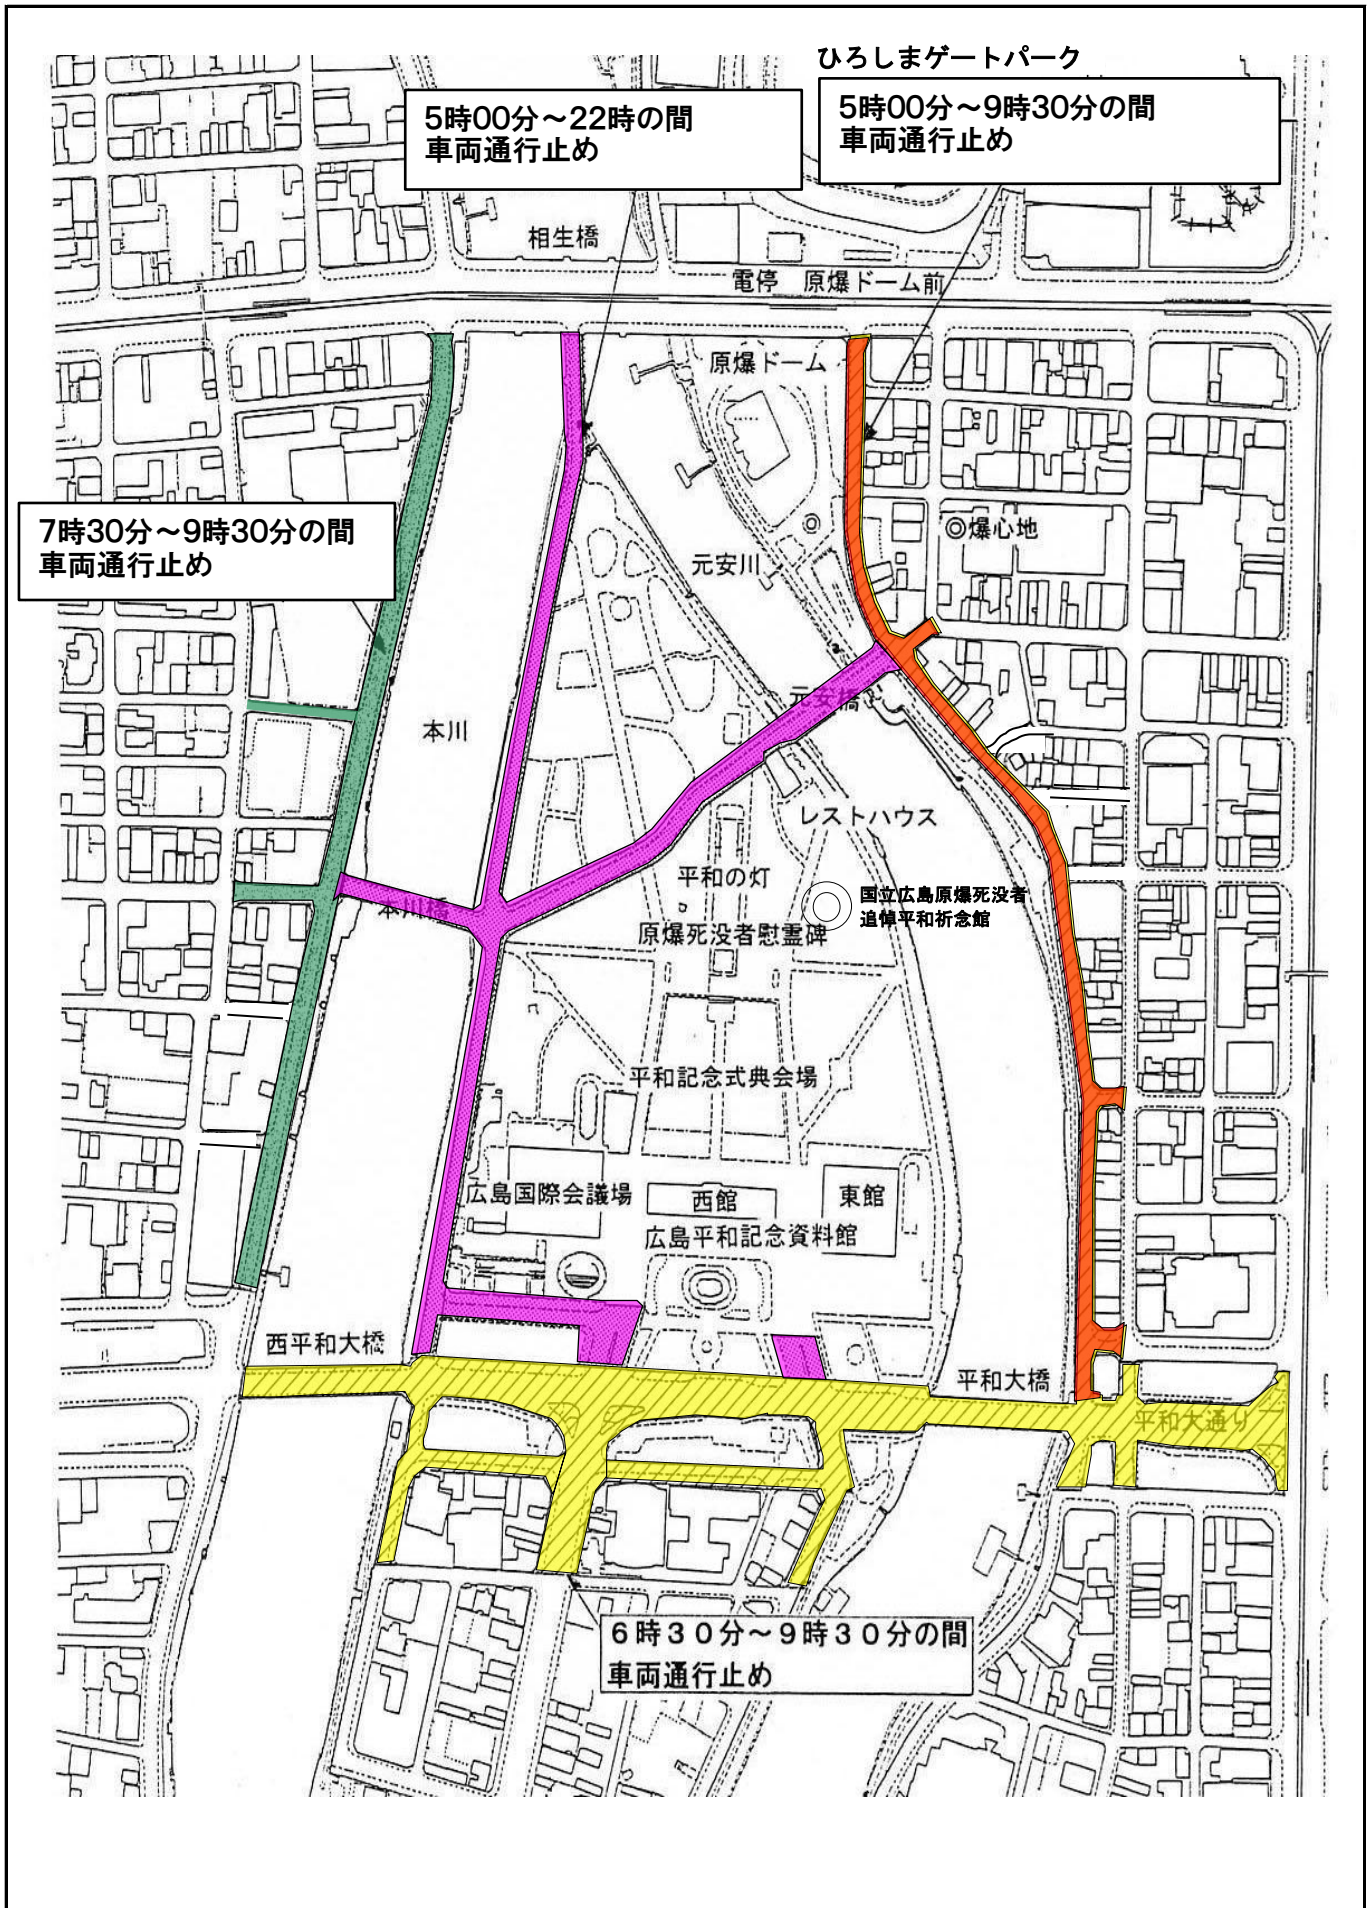 ひろしまゲートパーク
5時00分～22時の間
車両通行止め
5時00分～9時30分の間
車両通行止め
相生橋
電停 原爆ドーム前
原爆ドーム
7時30分～9時30分の間
車両通行止め
◎爆心地
元安川
元安橋
本川
レストハウス
平和の灯
本川橋
国立広島原爆死没者
追悼平和祈念館
原爆死没者慰霊碑
平和記念式典会場
広島国際会議場
西館
東館
広島平和記念資料館
西平和大橋
平和大橋
平和大通り
６時３０分～９時３０分の間
車両通行止め